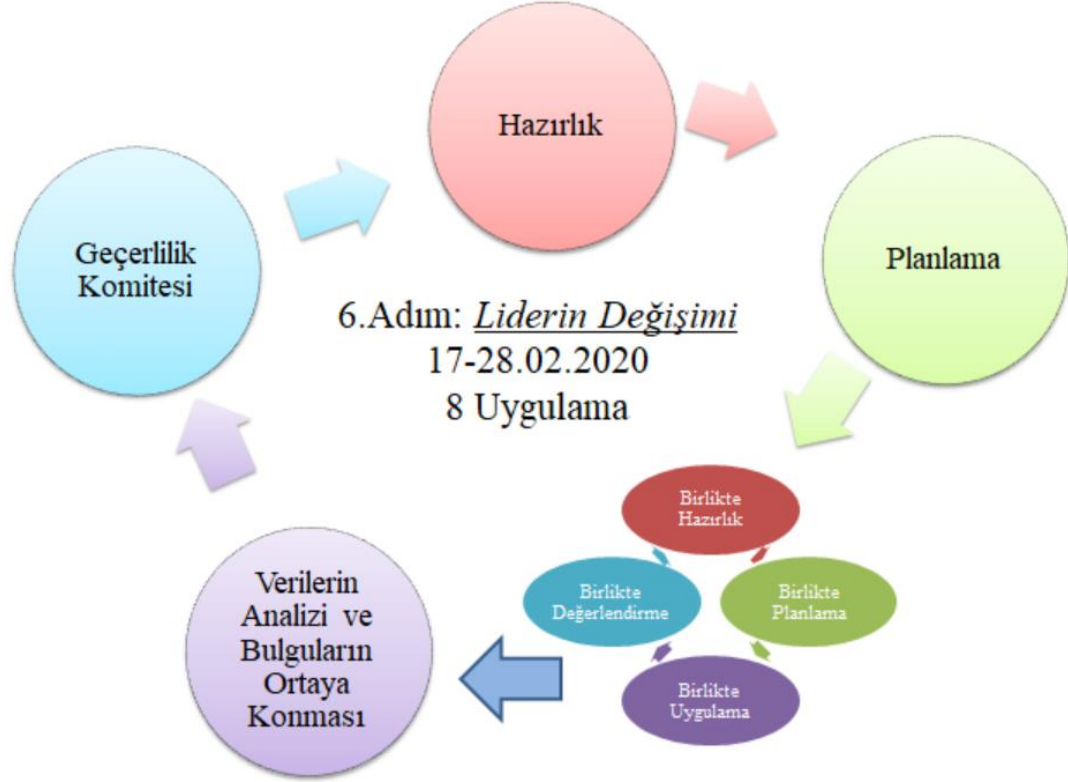 Hazırlık
Geçerlilik
Komitesi
Planlama
6.Adım: Liderin Değişimi
17-28.02.2020
8 Uygulama
Birlikte
Hazırlık
Birlikte
Değerlendirme
Birlikte
Planlama
Birlikte
Uygulama
Verilerin
Analizi ve
Bulguların
Ortaya
Konması